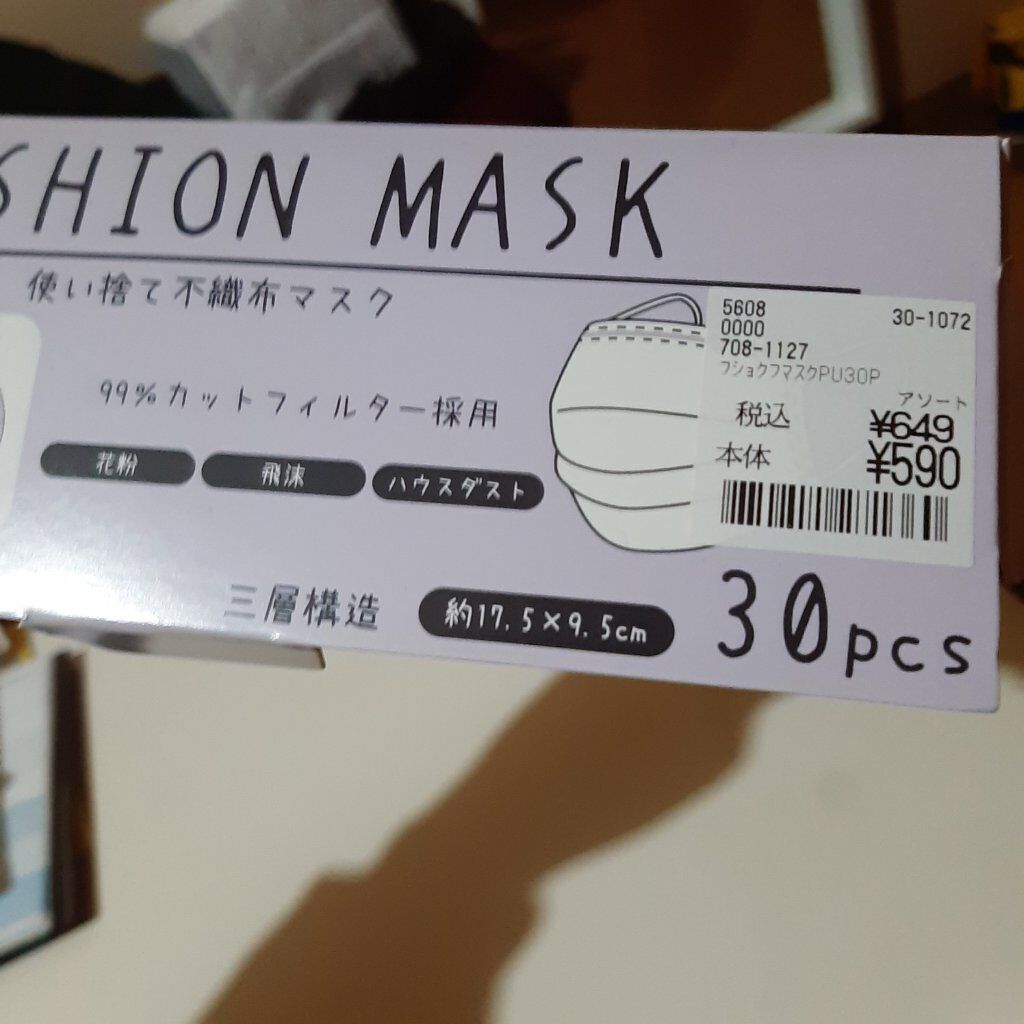 SHION MASK
使い捨て不織布マスク
99%カットフィルター採用
花粉 飛沫 ハウスダスト
三層構造 約17.5×9.5cm 30pcs
5608 30-1072
0000
708-1127
フショクフマスクPU30P
アソート
税込 ¥649
本体 ¥590